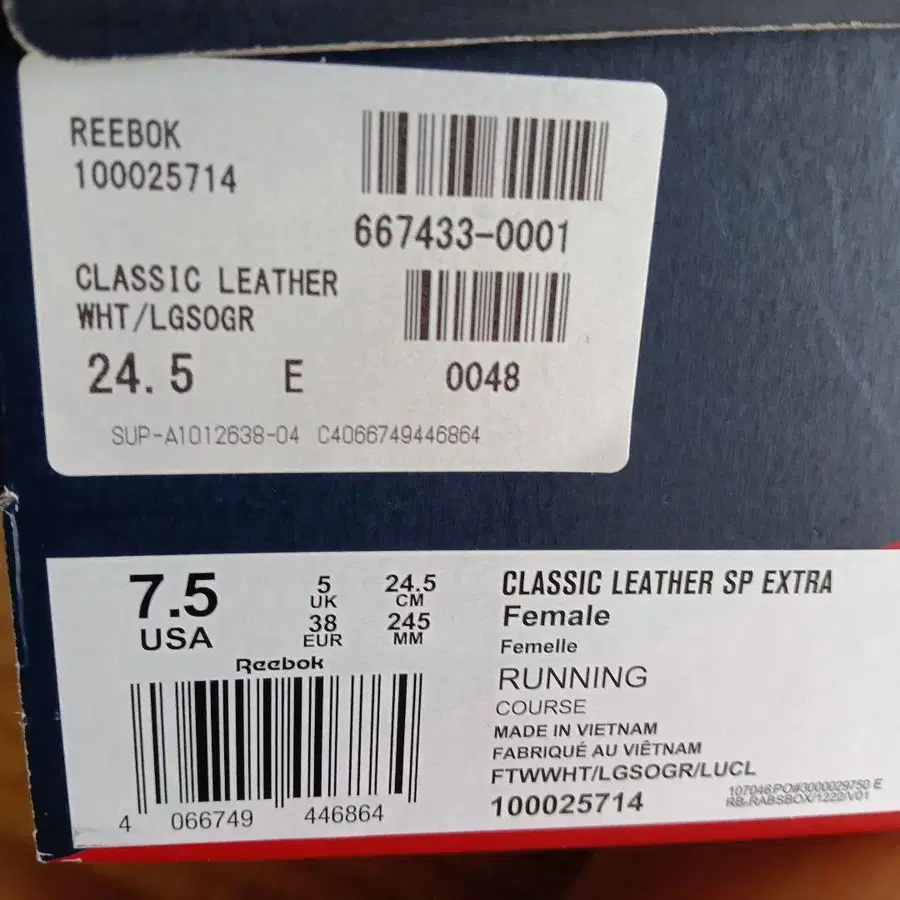 REEBOK
100025714
667433-0001
CLASSIC LEATHER
WHT/LGSOGR
24.5 E 0048
SUP-A1012638-04 C4066749446864
7.5
USA
5
UK
38
EUR
24.5
CM
245
MM
Reebok
4 066749 446864
CLASSIC LEATHER SP EXTRA
Female
Femelle
RUNNING
COURSE
MADE IN VIETNAM
FABRIQUÉ AU VIÊTNAM
FTWWHT/LGSOGR/LUCL
100025714
107046PO#3000029750 E
RB-RABSBOX/1222/V01